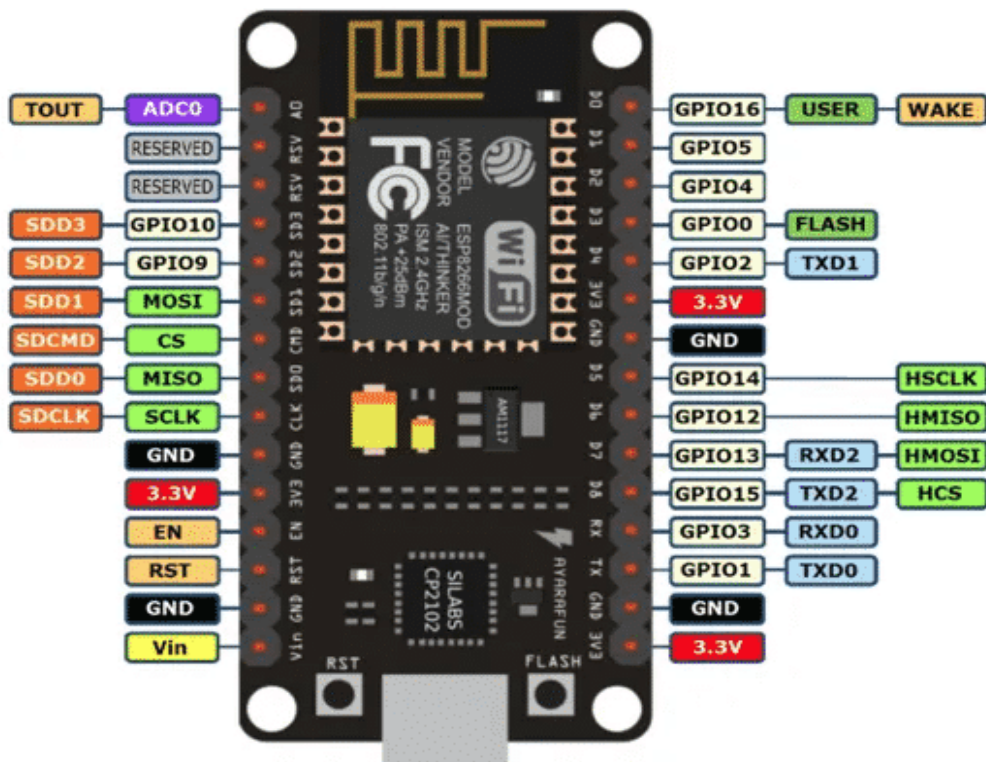 TOUT ADC0 A0 D0 GPIO16 USER WAKE
RESERVED RSV D1 GPIO5
RESERVED RSV D2 GPIO4
SDD3 GPIO10 SD3 D3 GPIO0 FLASH
SDD2 GPIO9 SD2 D4 GPIO2 TXD1
SDD1 MOSI SD1 3V3 3.3V
SDCMD CS CMD GND GND
SDD0 MISO SD0 D5 GPIO14 HSCLK
SDCLK SCLK CLK D6 GPIO12 HMISO
GND GND D7 GPIO13 RXD2 HMOSI
3.3V 3V3 D8 GPIO15 TXD2 HCS
EN EN RX GPIO3 RXD0
RST RST TX GPIO1 TXD0
GND GND GND GND
Vin Vin 3V3 3.3V
MODEL ESP8266MOD
VENDOR AI/THINKER
ISM 2.4GHz
PA +25dBm
802.11b/g/n
FC
Wi Fi
AM1117
SILABS
CP2102
AYARAFUN
RST
FLASH